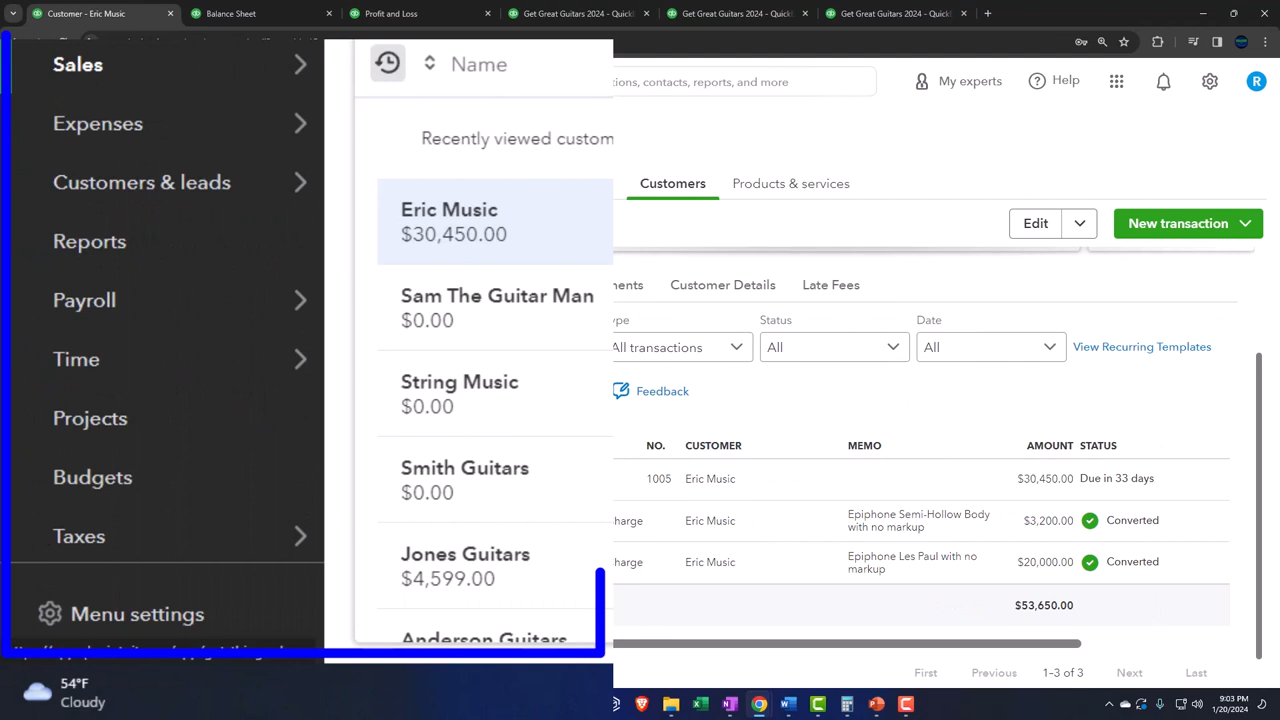 Customer - Eric Music
Balance Sheet
Profit and Loss
Get Great Guitars 2024 - Quick
Get Great Guitars 2024 - Quick
Get Great Guitars 2024 - Quick
tions, contacts, reports, and more
My experts
Help
R
Sales
Expenses
Customers & leads
Reports
Payroll
Time
Projects
Budgets
Taxes
Menu settings
Name
Recently viewed custom
Eric Music
$30,450.00
Sam The Guitar Man
$0.00
String Music
$0.00
Smith Guitars
$0.00
Jones Guitars
$4,599.00
Anderson Guitars
Customers
Products & services
Edit
New transaction
ments
Customer Details
Late Fees
ype
Status
Date
All transactions
All
All
View Recurring Templates
Feedback
NO. CUSTOMER MEMO AMOUNT STATUS
1005 Eric Music $30,450.00 Due in 33 days
harge Eric Music Epiphone Semi-Hollow Body with no markup $3,200.00 Converted
harge Eric Music Epiphone Les Paul with no markup $20,000.00 Converted
$53,650.00
First Previous 1-3 of 3 Next Last
54°F
Cloudy
9:03 PM
1/20/2024